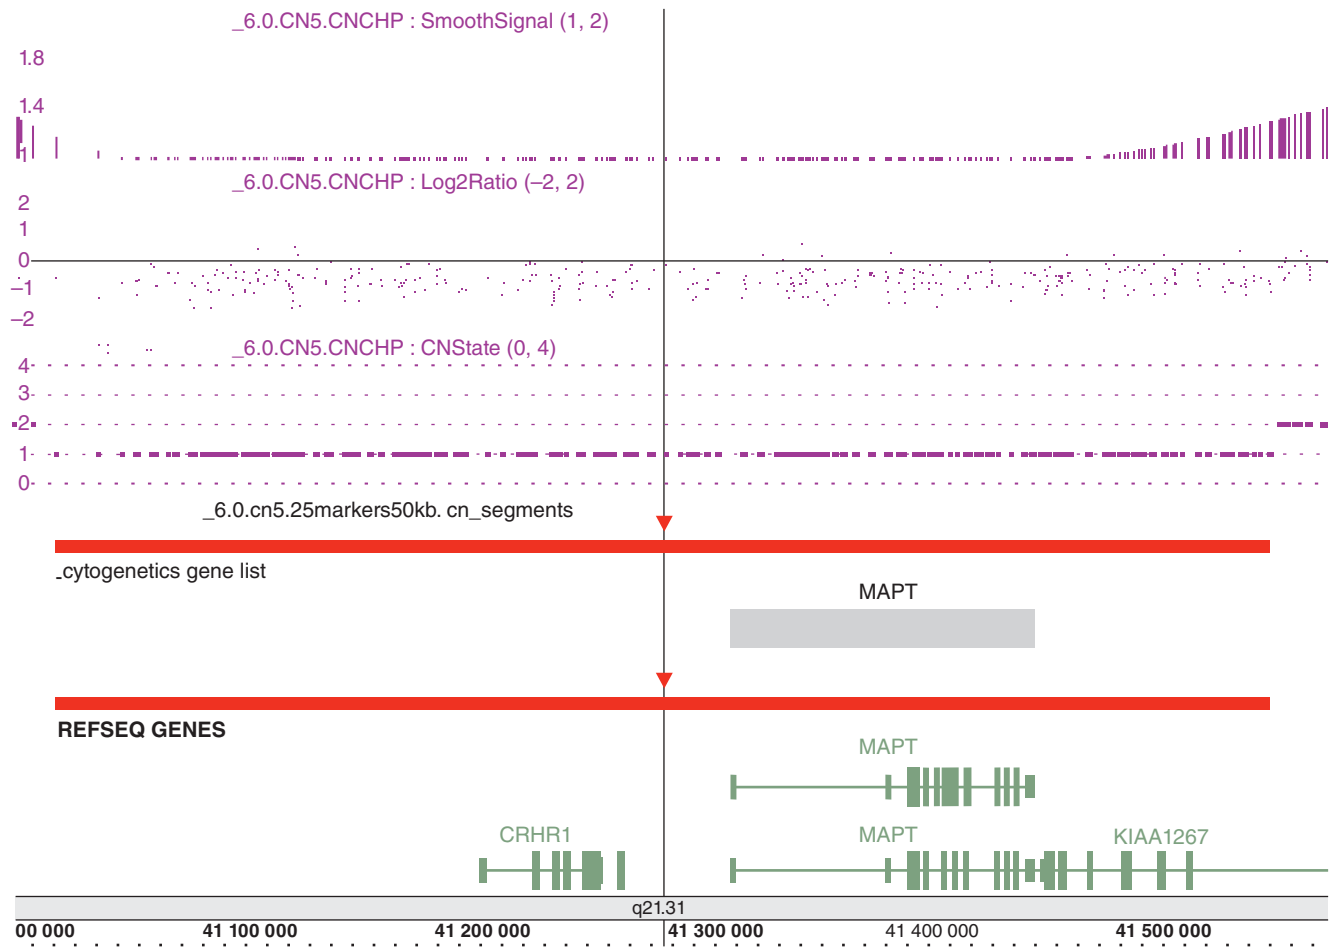 _6.0.CN5.CNCHP : SmoothSignal (1, 2)
1.8
1.4
1
_6.0.CN5.CNCHP : Log2Ratio (–2, 2)
2
1
0
–1
–2
_6.0.CN5.CNCHP : CNState (0, 4)
4
3
2
1
0
_6.0.cn5.25markers50kb. cn_segments
_cytogenetics gene list
MAPT
REFSEQ GENES
MAPT
CRHR1 MAPT KIAA1267
q21.31
00 000 41 100 000 41 200 000 41 300 000 41 400 000 41 500 000